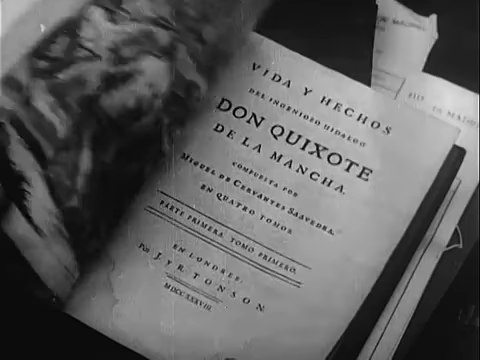 VIDA Y HECHOS
DEL INGENIOSO HIDALGO
DON QUIXOTE
DE LA MANCHA.
COMPUESTA POR
MIGUEL DE CERVANTES SAAVEDRA.
EN QUATRO TOMOS.
PARTE PRIMERA. TOMO PRIMERO.
EN LONDRES:
POR J. Y R. TONSON
MDCCXXXVIII
MADRID